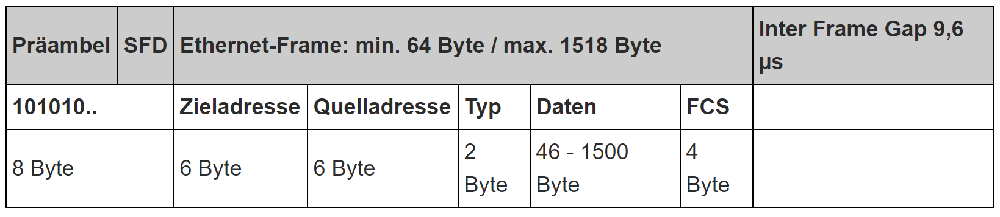 Präambel SFD Ethernet-Frame: min. 64 Byte / max. 1518 Byte Inter Frame Gap 9,6
µs
101010.. Zieladresse Quelladresse Typ Daten FCS
8 Byte 6 Byte 6 Byte 2 Byte 46 - 1500 Byte 4 Byte